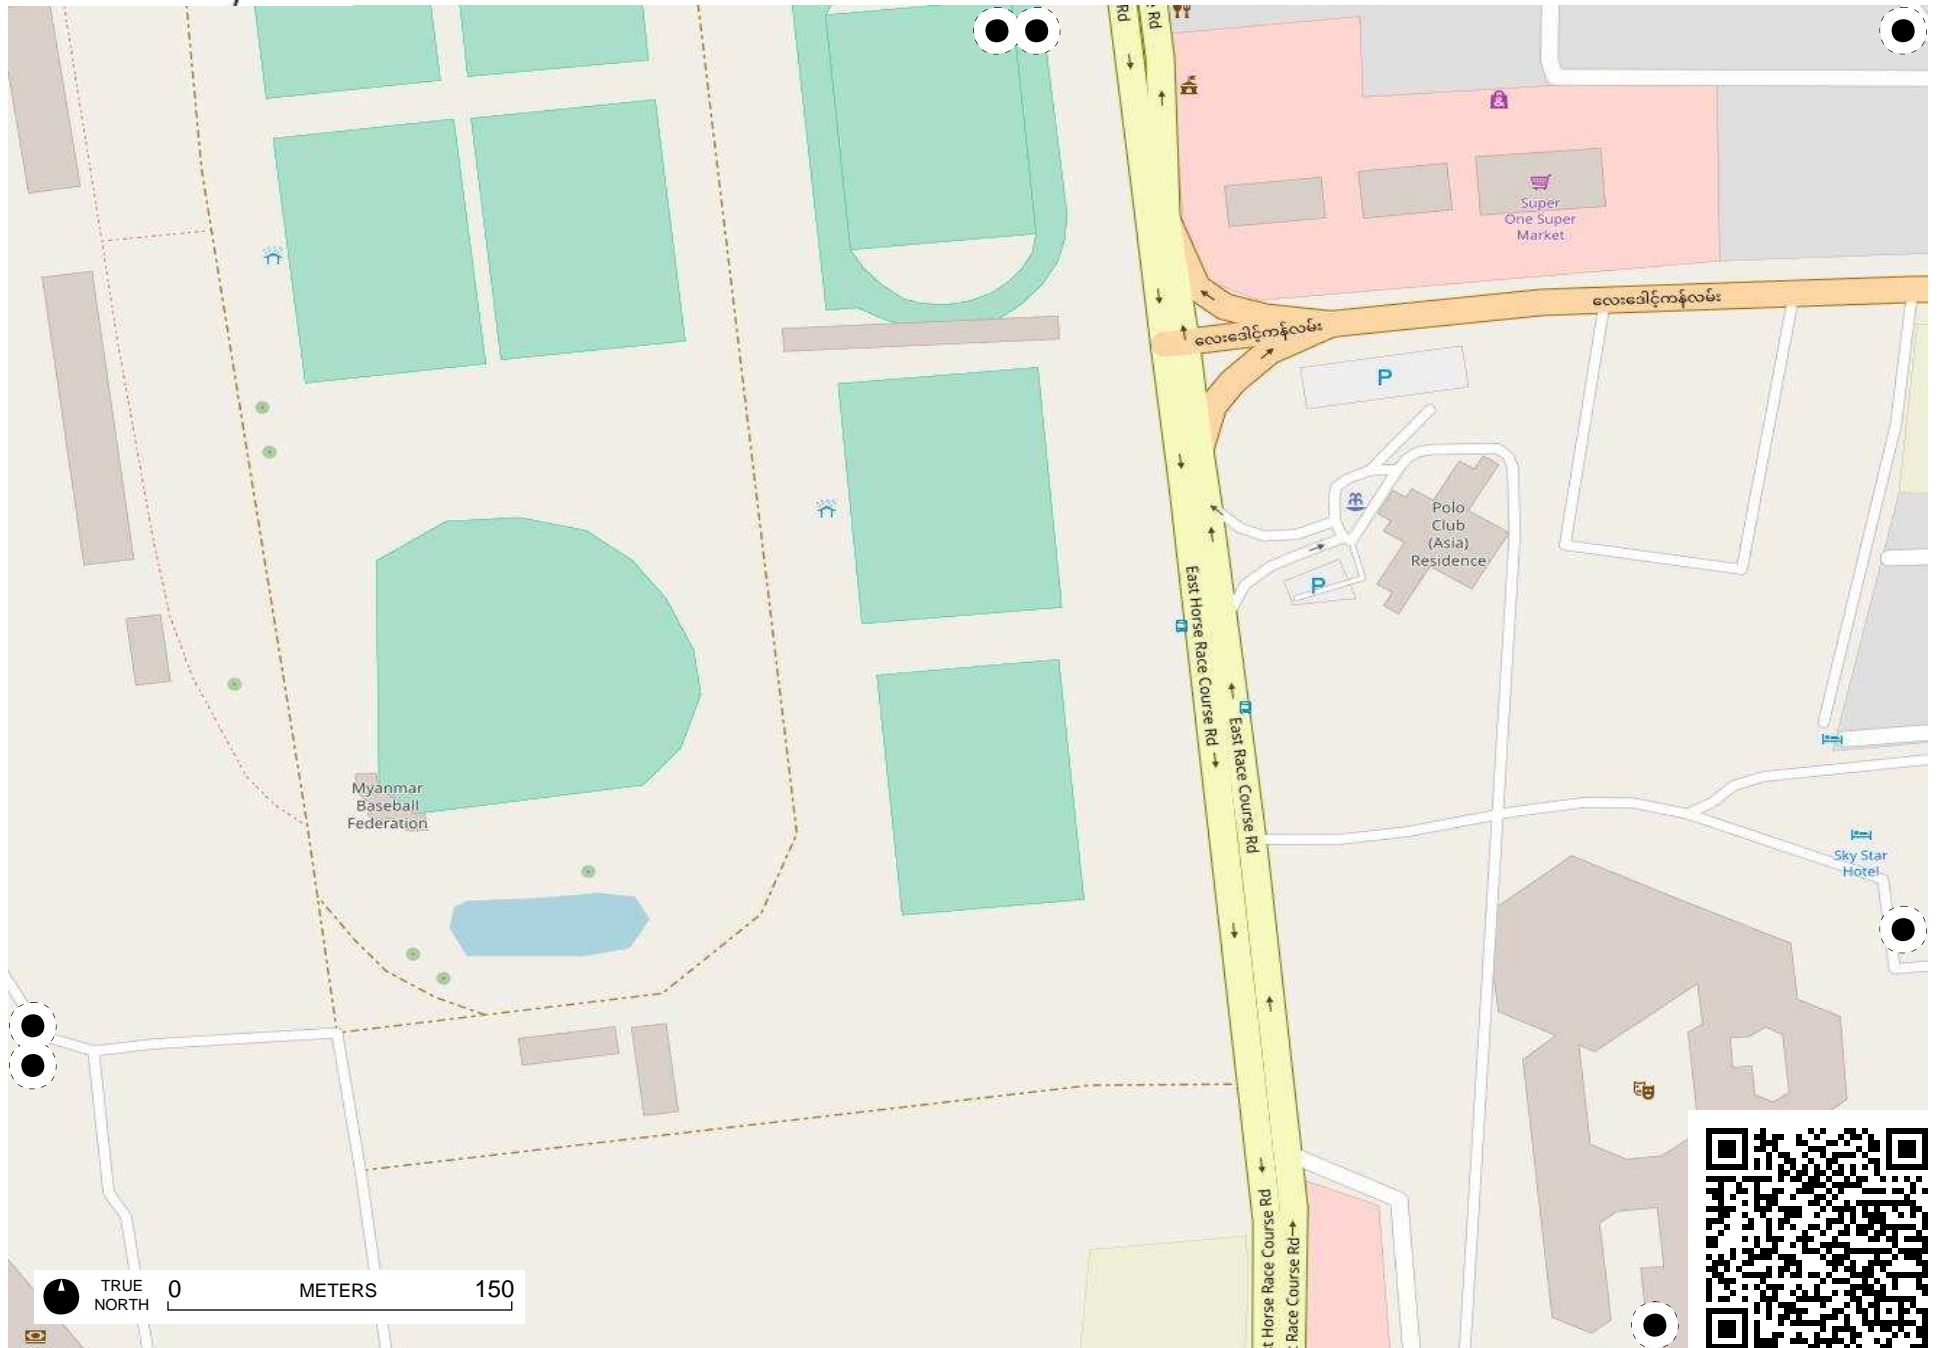 Rd
Rd
Super
One Super
Market
လေးဒေါင့်ကန်လမ်း
လေးဒေါင့်ကန်လမ်း
P
Polo
Club
(Asia)
Residence
P
East Horse Race Course Rd
East Race Course Rd
Myanmar
Baseball
Federation
Sky Star
Hotel
t Horse Race Course Rd
Race Course Rd
TRUE
NORTH
0
METERS
150